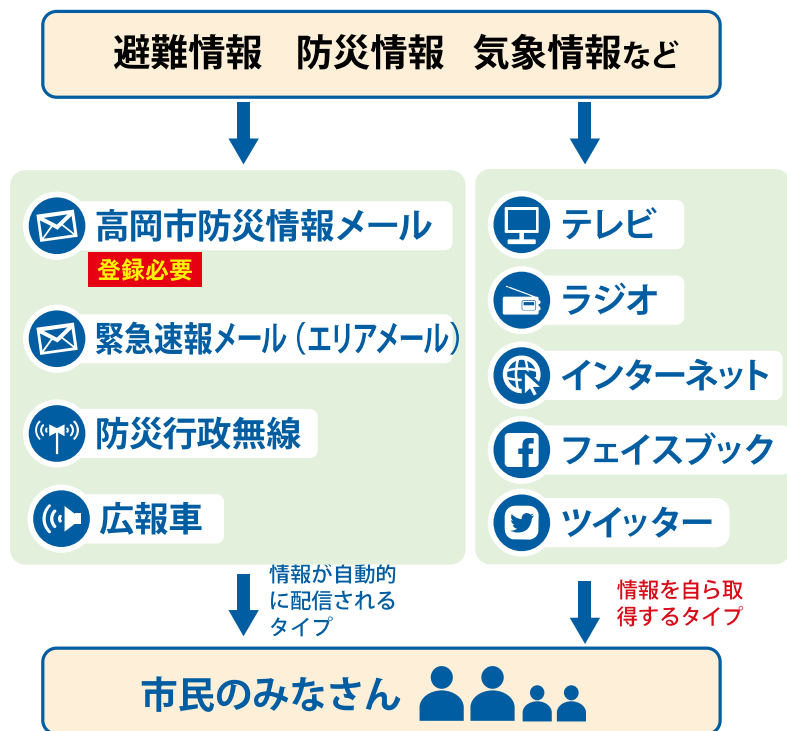 避難情報　防災情報　気象情報など
高岡市防災情報メール
登録必要
緊急速報メール（エリアメール）
防災行政無線
広報車
テレビ
ラジオ
インターネット
フェイスブック
ツイッター
情報が自動的
に配信される
タイプ
情報を自ら取
得するタイプ
市民のみなさん